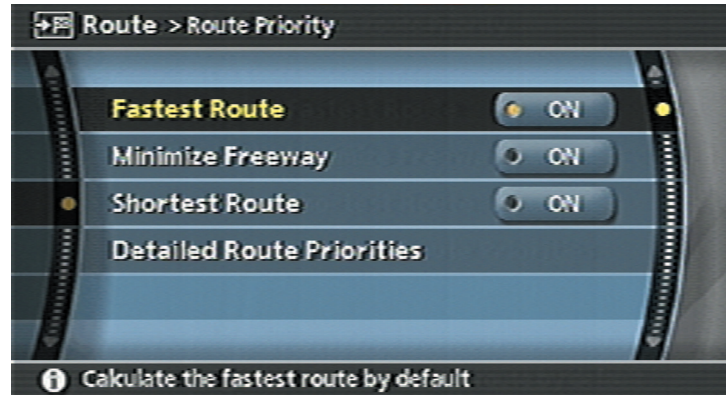 Route > Route Priority
Fastest Route ON
Minimize Freeway ON
Shortest Route ON
Detailed Route Priorities
Calculate the fastest route by default